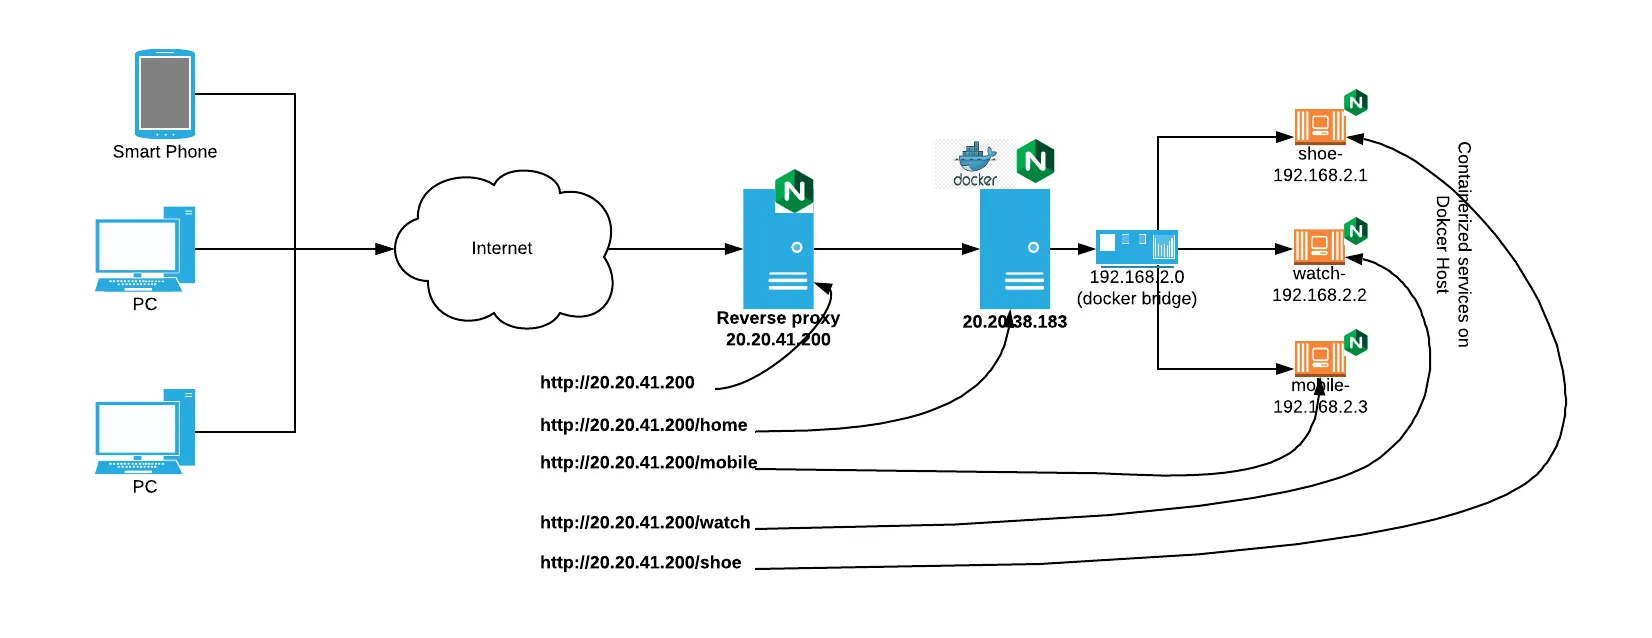 Smart Phone
PC
PC
Internet
N
Reverse proxy
20.20.41.200
docker
N
20.20.38.183
192.168.2.0
(docker bridge)
N
shoe-
192.168.2.1
N
watch-
192.168.2.2
N
mobile-
192.168.2.3
Containerized services on
Dokcer Host
http://20.20.41.200
http://20.20.41.200/home
http://20.20.41.200/mobile
http://20.20.41.200/watch
http://20.20.41.200/shoe